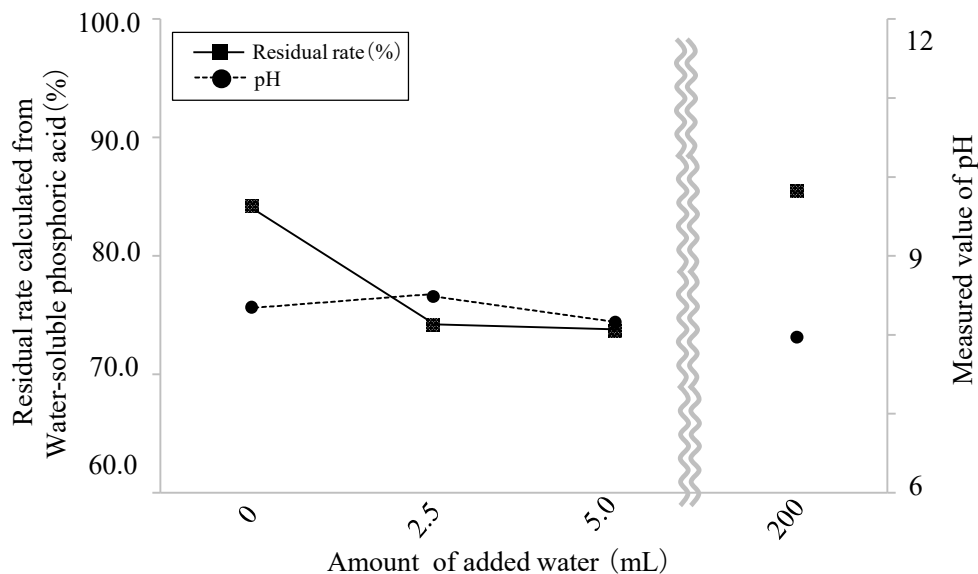 100.0
90.0
80.0
70.0
60.0
Residual rate calculated from
Water-soluble phosphoric acid (%)
Residual rate (%)
pH
12
9
6
Measured value of pH
0
2.5
5.0
200
Amount of added water (mL)